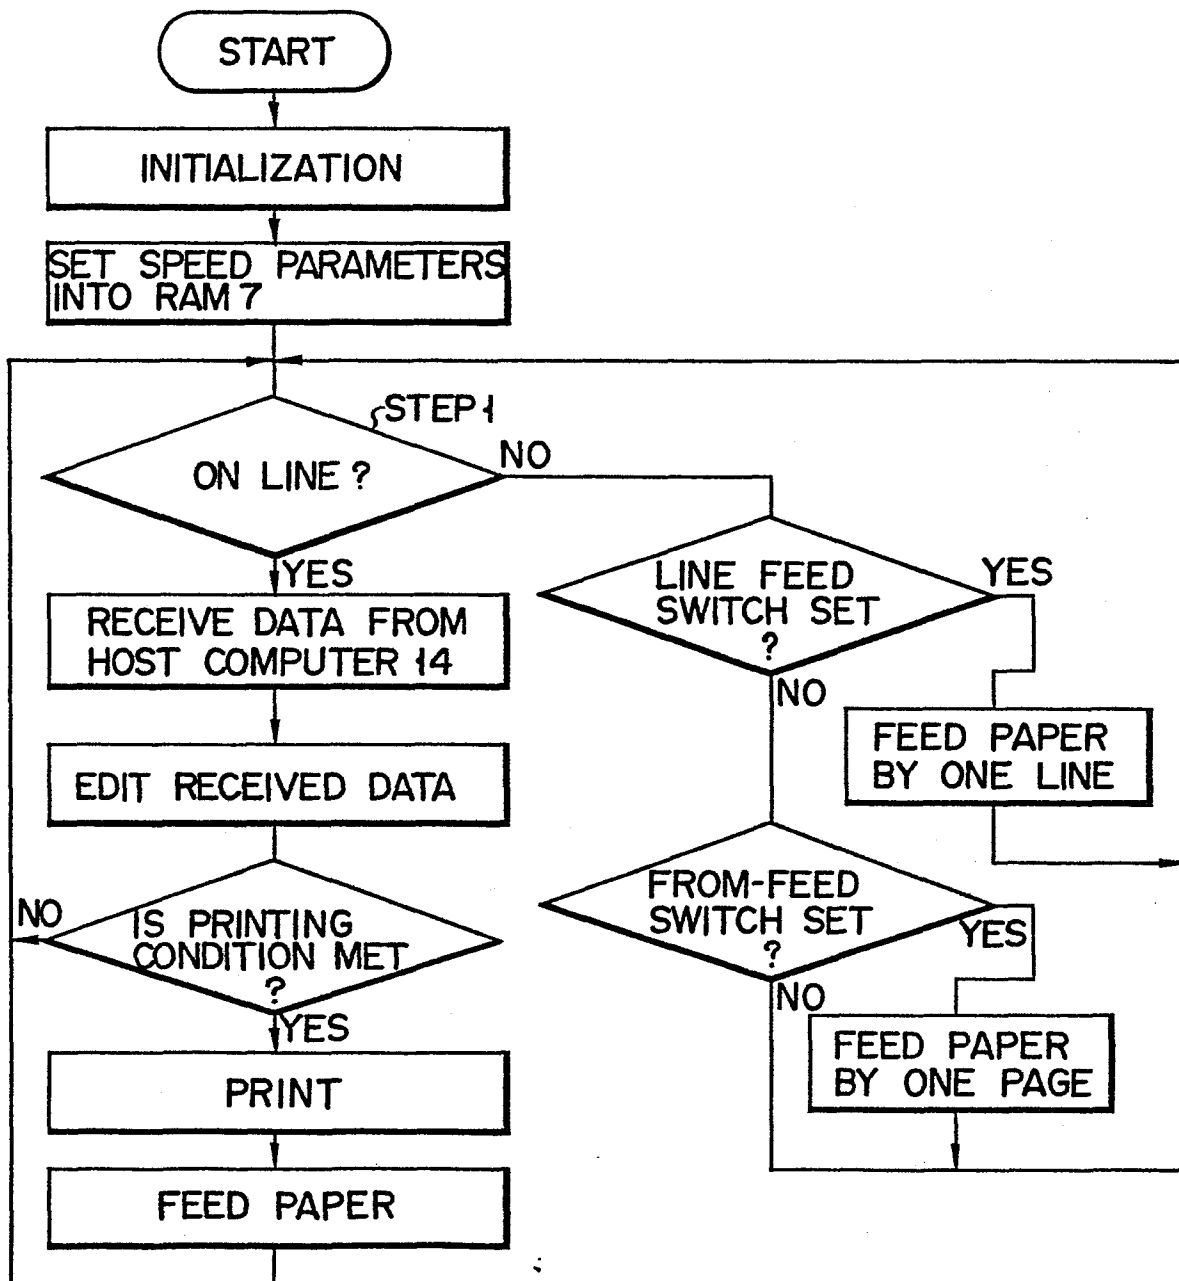 START
INITIALIZATION
SET SPEED PARAMETERS
INTO RAM 7
STEP 1
ON LINE ?
NO
YES
RECEIVE DATA FROM
HOST COMPUTER 14
EDIT RECEIVED DATA
IS PRINTING
CONDITION MET
?
NO
YES
PRINT
FEED PAPER
LINE FEED
SWITCH SET
?
YES
NO
FEED PAPER
BY ONE LINE
FROM-FEED
SWITCH SET
?
YES
NO
FEED PAPER
BY ONE PAGE